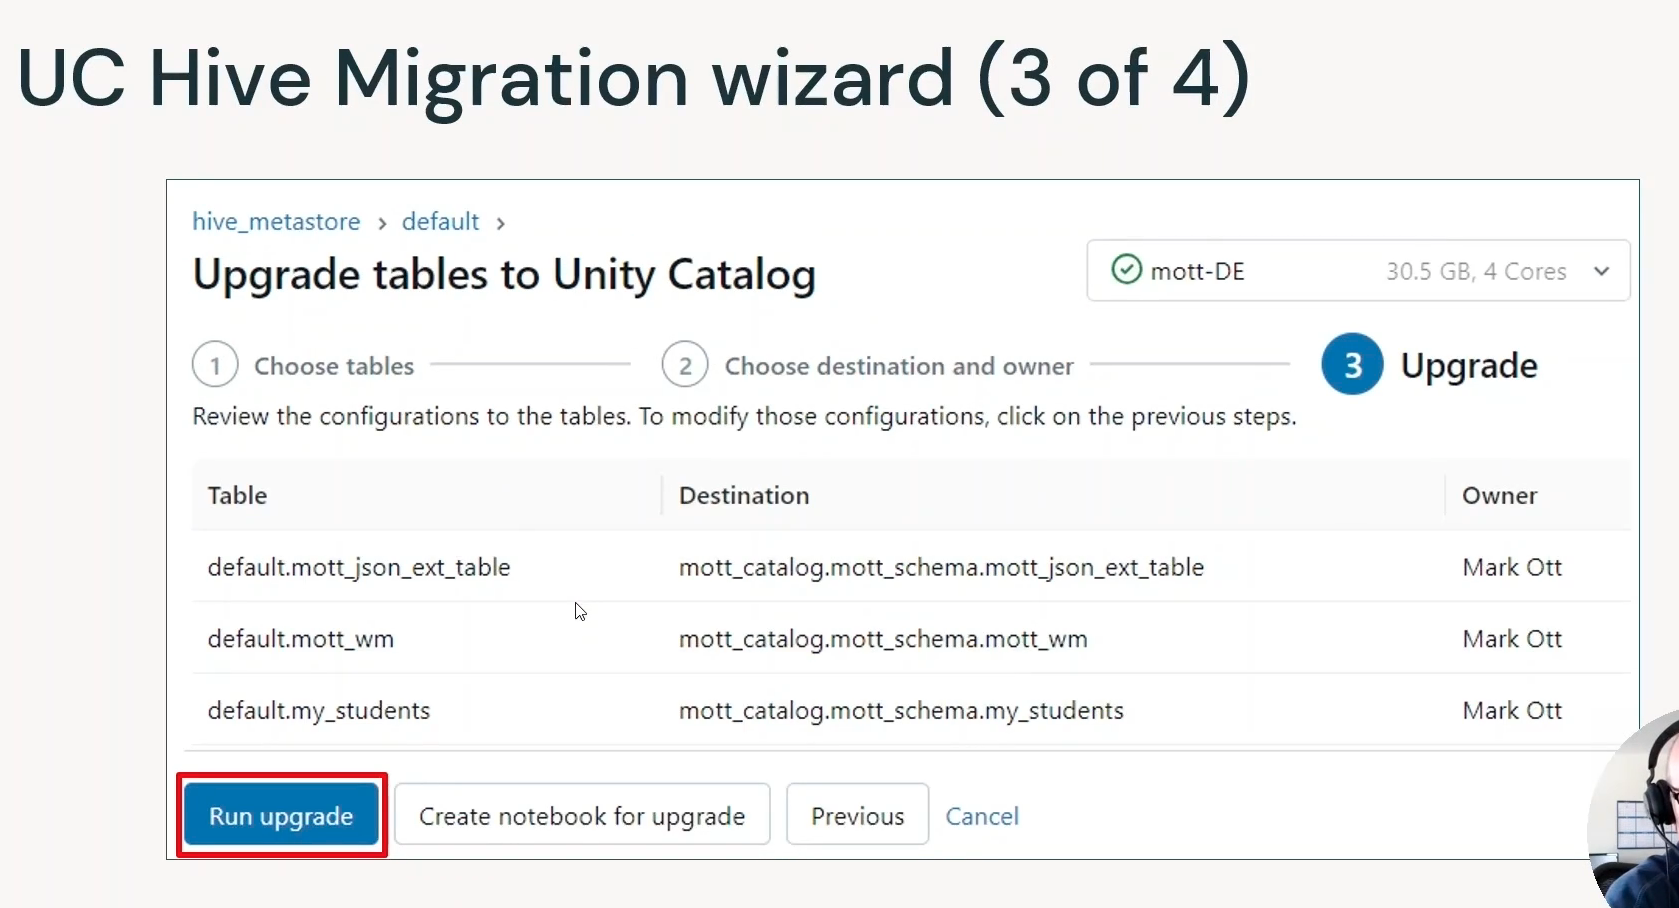 UC Hive Migration wizard (3 of 4)
hive_metastore > default >
Upgrade tables to Unity Catalog
mott-DE 30.5 GB, 4 Cores
1 Choose tables 2 Choose destination and owner 3 Upgrade
Review the configurations to the tables. To modify those configurations, click on the previous steps.
Table Destination Owner
default.mott_json_ext_table mott_catalog.mott_schema.mott_json_ext_table Mark Ott
default.mott_wm mott_catalog.mott_schema.mott_wm Mark Ott
default.my_students mott_catalog.mott_schema.my_students Mark Ott
Run upgrade Create notebook for upgrade Previous Cancel